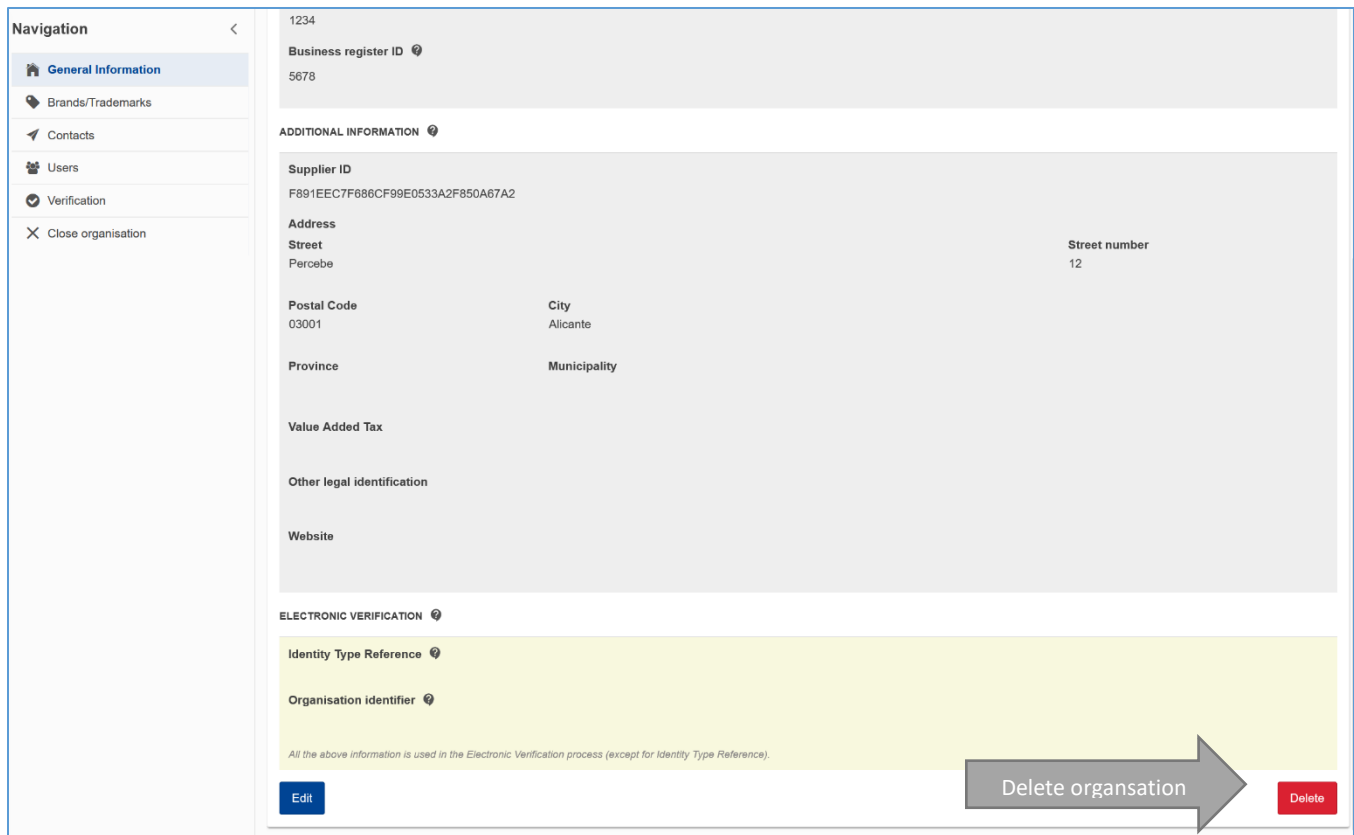 Navigation
General Information
Brands/Trademarks
Contacts
Users
Verification
Close organisation
1234
Business register ID
5678
ADDITIONAL INFORMATION
Supplier ID
F891EEC7F686CF99E0533A2F850A67A2
Address
Street Street number
Percebe 12
Postal Code City
03001 Alicante
Province Municipality
Value Added Tax
Other legal identification
Website
ELECTRONIC VERIFICATION
Identity Type Reference
Organisation identifier
All the above information is used in the Electronic Verification process (except for Identity Type Reference).
Edit Delete organsation Delete